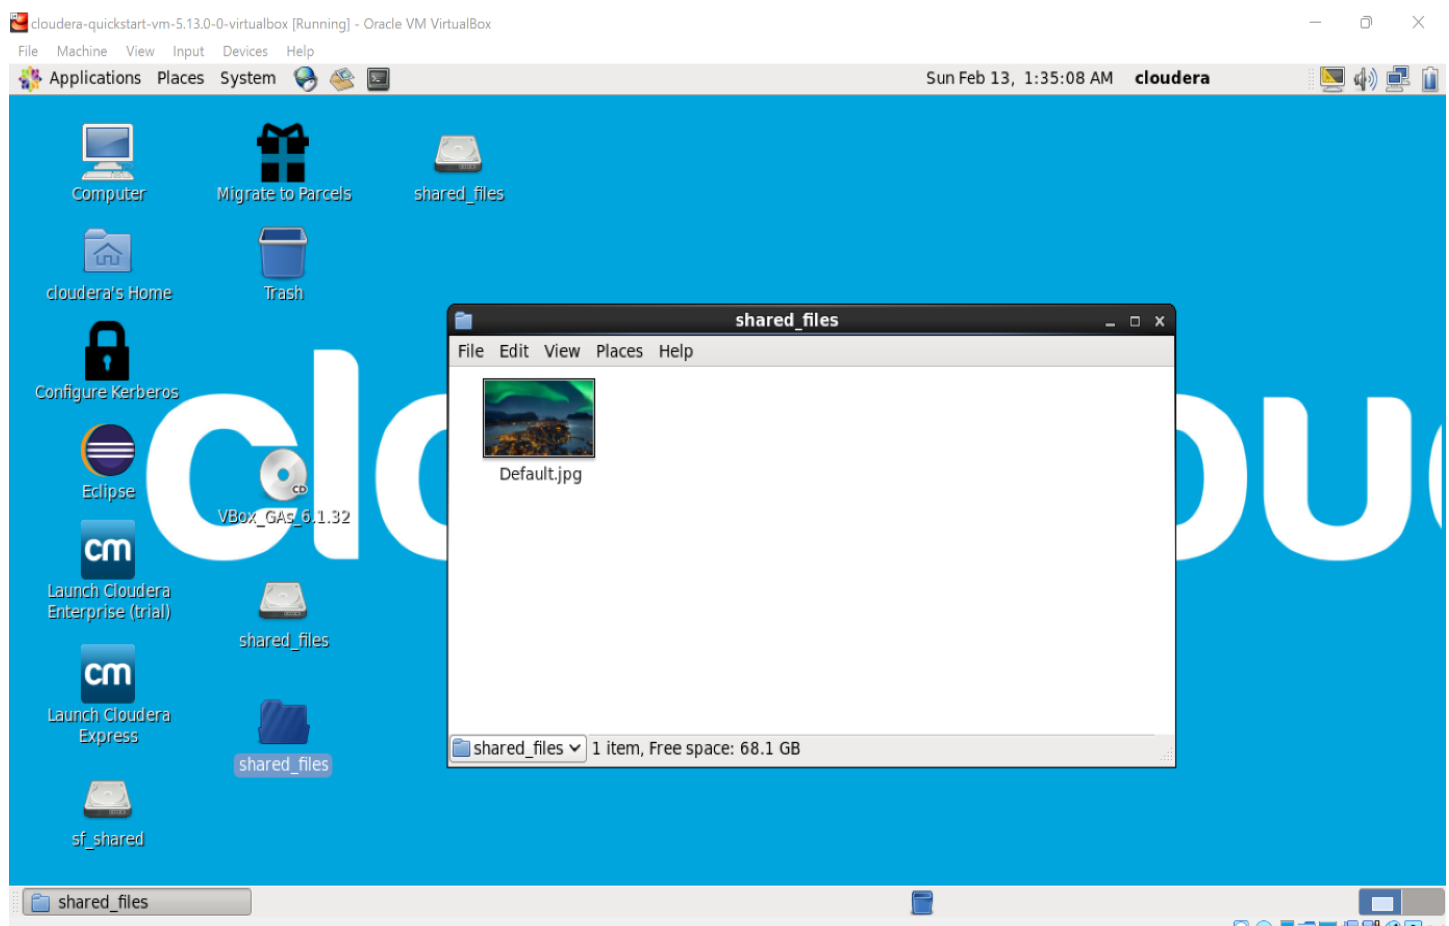 cloudera-quickstart-vm-5.13.0-0-virtualbox [Running] - Oracle VM VirtualBox
File Machine View Input Devices Help
Applications Places System Sun Feb 13, 1:35:08 AM cloudera
Computer
Migrate to Parcels
shared_files
cloudera's Home
Trash
Configure Kerberos
Eclipse
CD
VBox_GAs_6.1.32
cm
Launch Cloudera
Enterprise (trial)
shared_files
cm
Launch Cloudera
Express
shared_files
sf_shared
clou
shared_files
File Edit View Places Help
Default.jpg
shared_files 1 item, Free space: 68.1 GB
shared_files